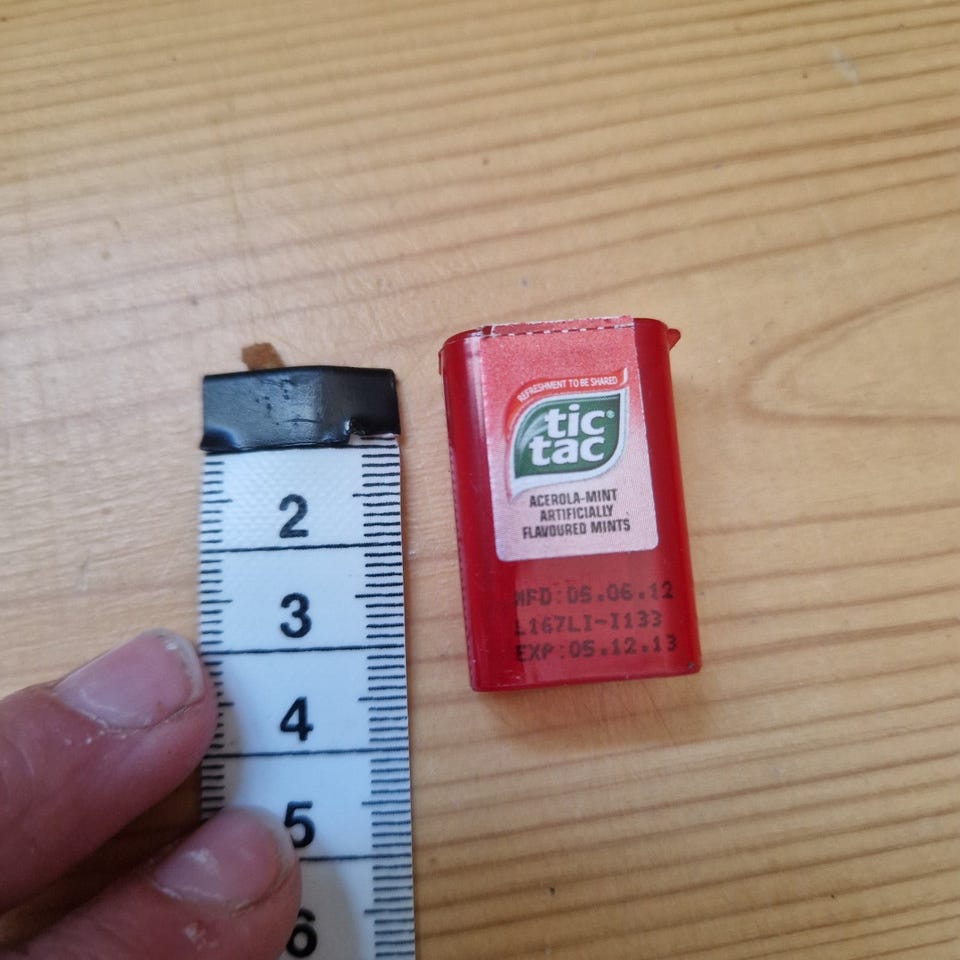 2
3
4
5
6
REFRESHMENT TO BE SHARED
tic®
tac
ACEROLA-MINT
ARTIFICIALLY
FLAVOURED MINTS
MFD:05.06.12
L167LI-I133
EXP:05.12.13